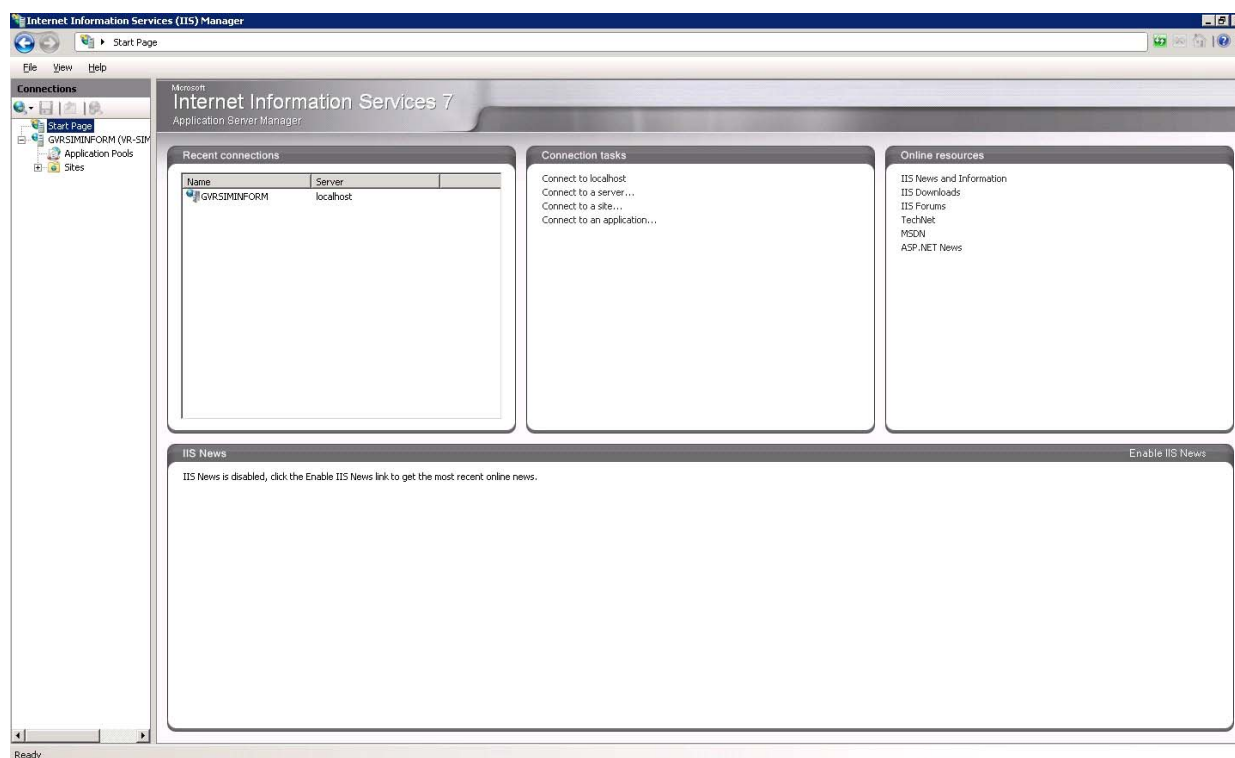 Internet Information Services (IIS) Manager
Start Page
File View Help
Connections
Start Page
GVRSIMINFORM (VR-SIM
Application Pools
Sites
Microsoft
Internet Information Services 7
Application Server Manager
Recent connections
Name Server
GVRSIMINFORM localhost
Connection tasks
Connect to localhost
Connect to a server...
Connect to a site...
Connect to an application...
Online resources
IIS News and Information
IIS Downloads
IIS Forums
TechNet
MSDN
ASP.NET News
IIS News Enable IIS News
IIS News is disabled, click the Enable IIS News link to get the most recent online news.
Ready